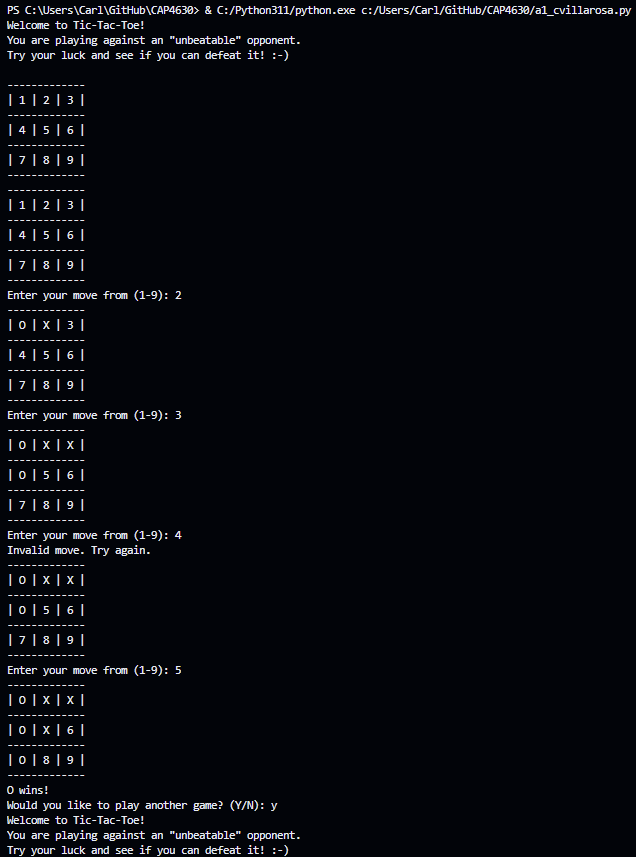 PS C:\Users\Carl\GitHub\CAP4630> & C:/Python311/python.exe c:/Users/Carl/GitHub/CAP4630/a1_cvillarosa.py
Welcome to Tic-Tac-Toe!
You are playing against an "unbeatable" opponent.
Try your luck and see if you can defeat it! :-)

-------------
| 1 | 2 | 3 |
-------------
| 4 | 5 | 6 |
-------------
| 7 | 8 | 9 |
-------------
-------------
| 1 | 2 | 3 |
-------------
| 4 | 5 | 6 |
-------------
| 7 | 8 | 9 |
-------------
Enter your move from (1-9): 2
-------------
| O | X | 3 |
-------------
| 4 | 5 | 6 |
-------------
| 7 | 8 | 9 |
-------------
Enter your move from (1-9): 3
-------------
| O | X | X |
-------------
| O | 5 | 6 |
-------------
| 7 | 8 | 9 |
-------------
Enter your move from (1-9): 4
Invalid move. Try again.
-------------
| O | X | X |
-------------
| O | 5 | 6 |
-------------
| 7 | 8 | 9 |
-------------
Enter your move from (1-9): 5
-------------
| O | X | X |
-------------
| O | X | 6 |
-------------
| O | 8 | 9 |
-------------
O wins!
Would you like to play another game? (Y/N): y
Welcome to Tic-Tac-Toe!
You are playing against an "unbeatable" opponent.
Try your luck and see if you can defeat it! :-)